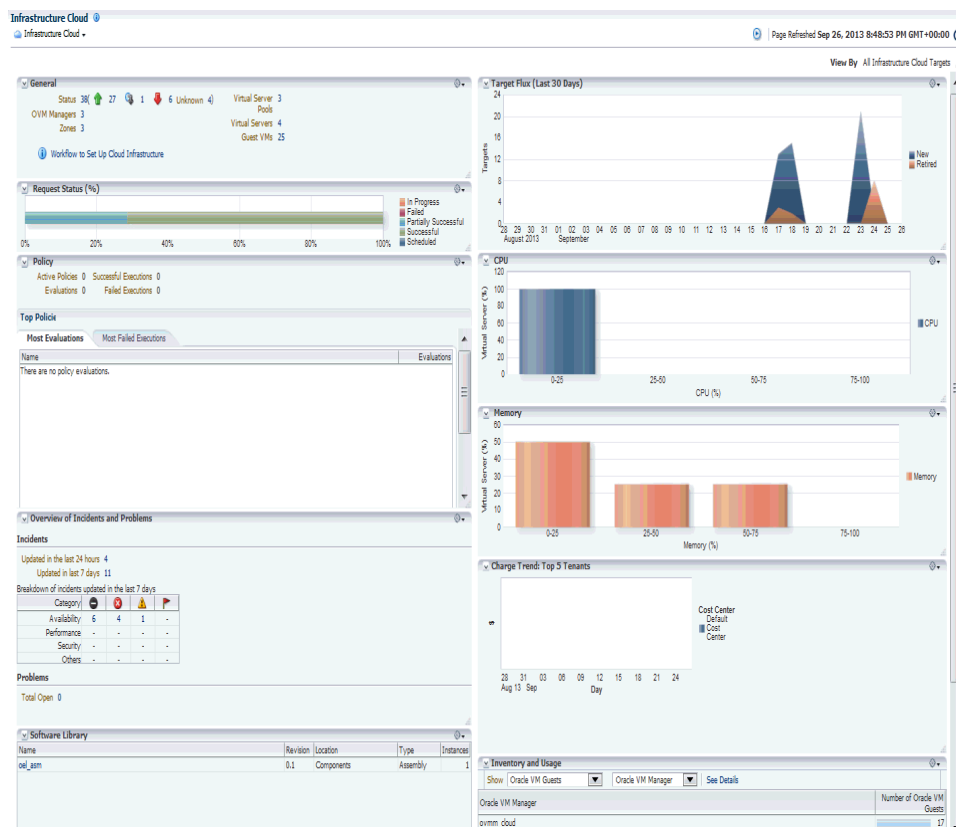 Infrastructure Cloud
Infrastructure Cloud
Page Refreshed Sep 26, 2013 8:48:53 PM GMT+00:00
View By All Infrastructure Cloud Targets
General
Status 38( 27 1 6 Unknown 4)
OVM Managers 3
Zones 3
Virtual Server Pools 3
Virtual Servers 4
Guest VMs 25
Workflow to Set Up Cloud Infrastructure
Request Status (%)
In Progress
Failed
Partially Successful
Successful
Scheduled
0% 20% 40% 60% 80% 100%
Policy
Active Policies 0 Successful Executions 0
Evaluations 0 Failed Executions 0
Top Policie
Most Evaluations Most Failed Executions
Name Evaluations
There are no policy evaluations.
Overview of Incidents and Problems
Incidents
Updated in the last 24 hours 4
Updated in last 7 days 11
Breakdown of incidents updated in the last 7 days
Category
Availability 6 4 1 -
Performance - - - -
Security - - - -
Others - - - -
Problems
Total Open 0
Software Library
Name Revision Location Type Instances
oel_asm 0.1 Components Assembly 1
Target Flux (Last 30 Days)
Targets
24
20
16
12
8
4
0
28 29 30 31 01 02 03 04 05 06 07 08 09 10 11 12 13 14 15 16 17 18 19 20 21 22 23 24 25 26
August 2013 September
New
Retired
CPU
Virtual Server (%)
120
100
80
60
40
20
0
0-25 25-50 50-75 75-100
CPU (%)
CPU
Memory
Virtual Server (%)
60
50
40
30
20
10
0
0-25 25-50 50-75 75-100
Memory (%)
Memory
Charge Trend: Top 5 Tenants
$
28 31 03 06 09 12 15 18 21 24
Aug 13 Sep Day
Cost Center
Default
Cost
Center
Inventory and Usage
Show Oracle VM Guests Oracle VM Manager See Details
Oracle VM Manager Number of Oracle VM Guests
ovmm_cloud 17